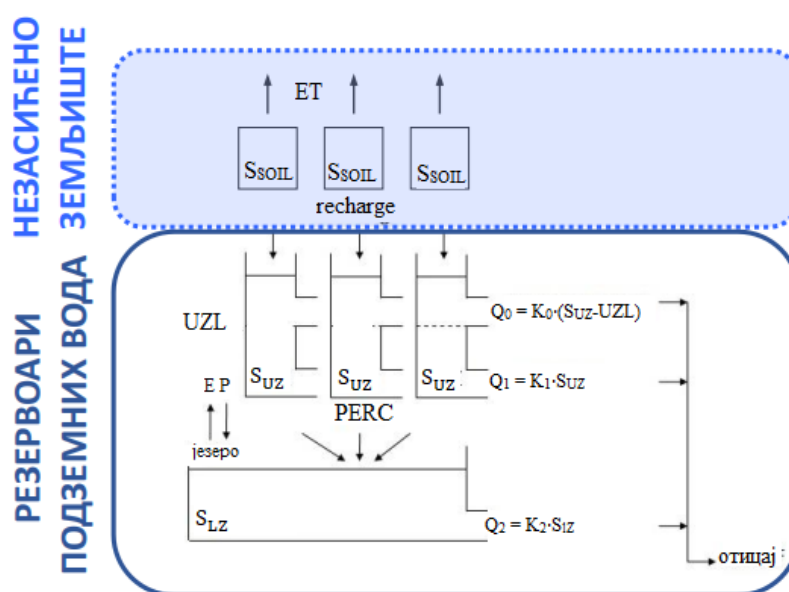 НЕЗАСИЋЕНО
ЗЕМЉИШТЕ
ET
SSOIL
SSOIL
SSOIL
recharge
РЕЗЕРВОАРИ
ПОДЗЕМНИХ ВОДА
UZL
Q0 = K0·(SUZ-UZL)
SUZ
SUZ
SUZ
Q1 = K1·SUZ
E P
PERC
језеро
SLZ
Q2 = K2·SlZ
отицај :